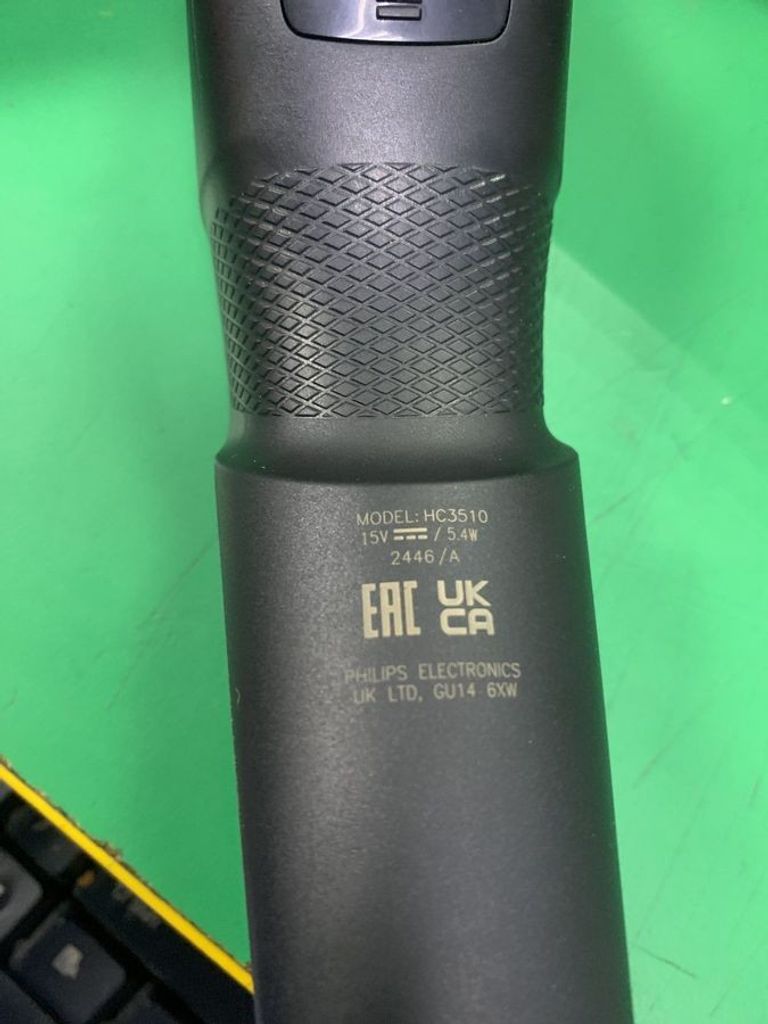 MODEL: HC3510
15V ⎓ / 5.4W
2446/A
EAC UK
CA
PHILIPS ELECTRONICS
UK LTD, GU14 6XW